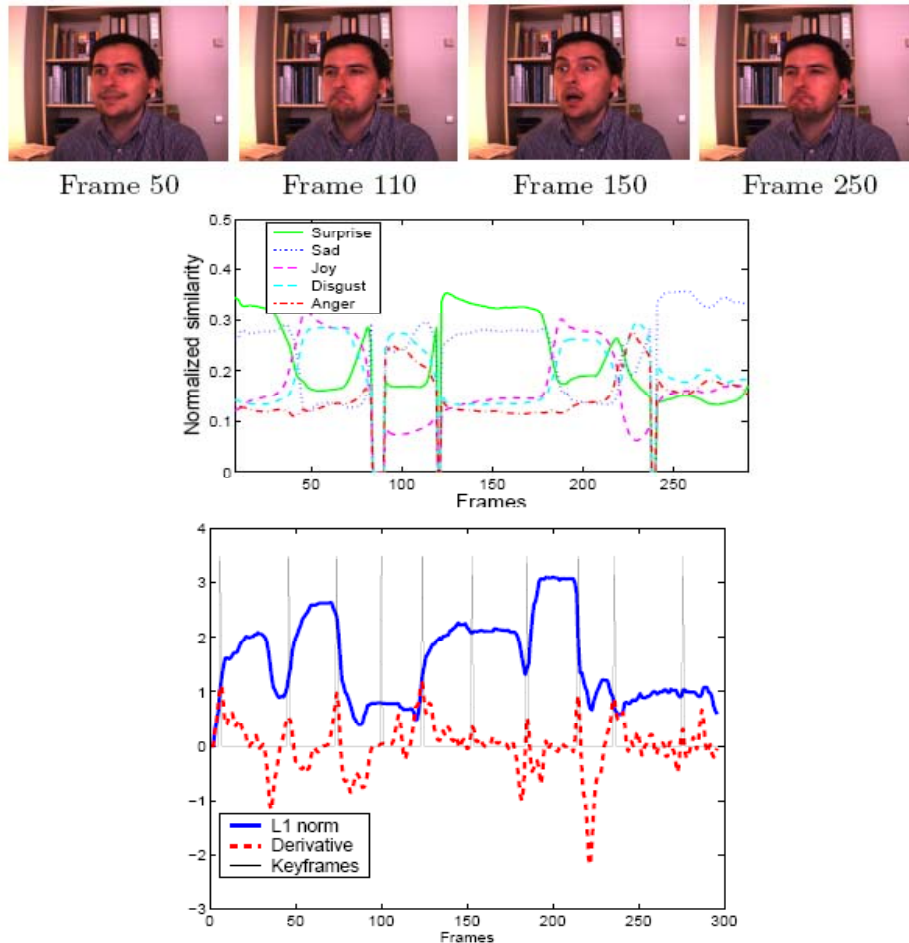 Frame 50
Frame 110
Frame 150
Frame 250
0.5
0.4
0.3
0.2
0.1
0
Normalized similarity
Surprise
Sad
Joy
Disgust
Anger
50
100
150
200
250
Frames
4
3
2
1
0
−1
−2
−3
L1 norm
Derivative
Keyframes
0
50
100
150
200
250
300
Frames